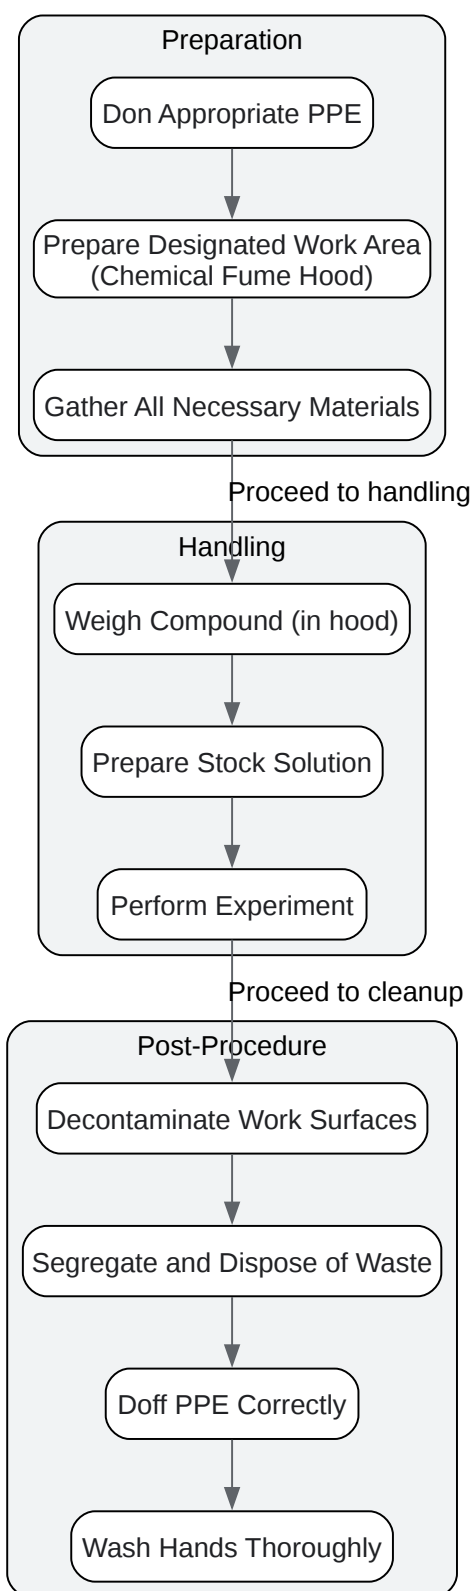 Preparation
Don Appropriate PPE
Prepare Designated Work Area
(Chemical Fume Hood)
Gather All Necessary Materials
Proceed to handling
Handling
Weigh Compound (in hood)
Prepare Stock Solution
Perform Experiment
Proceed to cleanup
Post-Procedure
Decontaminate Work Surfaces
Segregate and Dispose of Waste
Doff PPE Correctly
Wash Hands Thoroughly